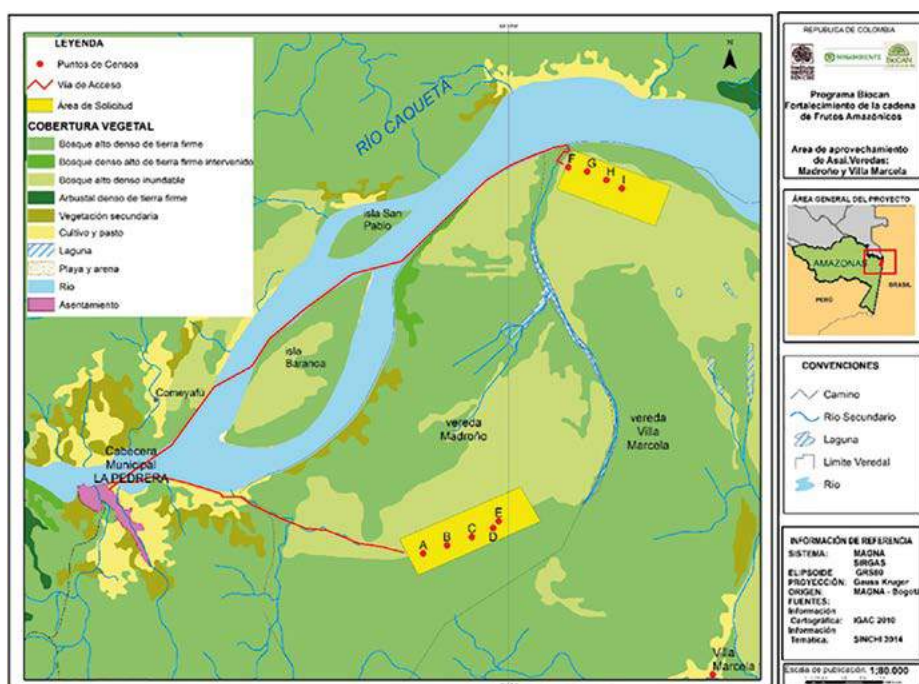 LEYENDA
Puntos de Censos
Vía de Acceso
Área de Solicitud
COBERTURA VEGETAL
Bosque alto denso de tierra firme
Bosque denso alto de tierra firme intervenido
Bosque alto denso inundable
Arbustal denso de tierra firme
Vegetación secundaria
Cultivo y pasto
Laguna
Playa y arena
Río
Asentamiento
RÍO CAQUETÁ
N
isla San
Pablo
isla
Baranca
Comeyafú
Cabecera
Municipal
LA PEDRERA
vereda
Madroño
vereda
Villa
Marcela
F
G
H
I
A
B
C
D
E
Villa
Marcela
REPUBLICA DE COLOMBIA
MINAMBIENTE
BioCAN
Programa Biocan
Fortalecimiento de la cadena
de Frutos Amazónicos
Area de aprovechamiento
de Asaí.Veredas:
Madroño y Villa Marcela
ÁREA GENERAL DEL PROYECTO
AMAZONAS
BRASIL
PERÚ
CONVENCIONES
Camino
Río Secundario
Laguna
Limite Veredal
Río
INFORMACIÓN DE REFERENCIA
SISTEMA: MAGNA
SIRGAS
ELIPSOIDE GRS80
PROYECCIÓN: Gauss Kruger
ORIGEN: MAGNA - Bogotá
FUENTES:
Información
Cartográfica: IGAC 2010
Información
Temática: SINCHI 2014
Escala de publicación. 1:80.000